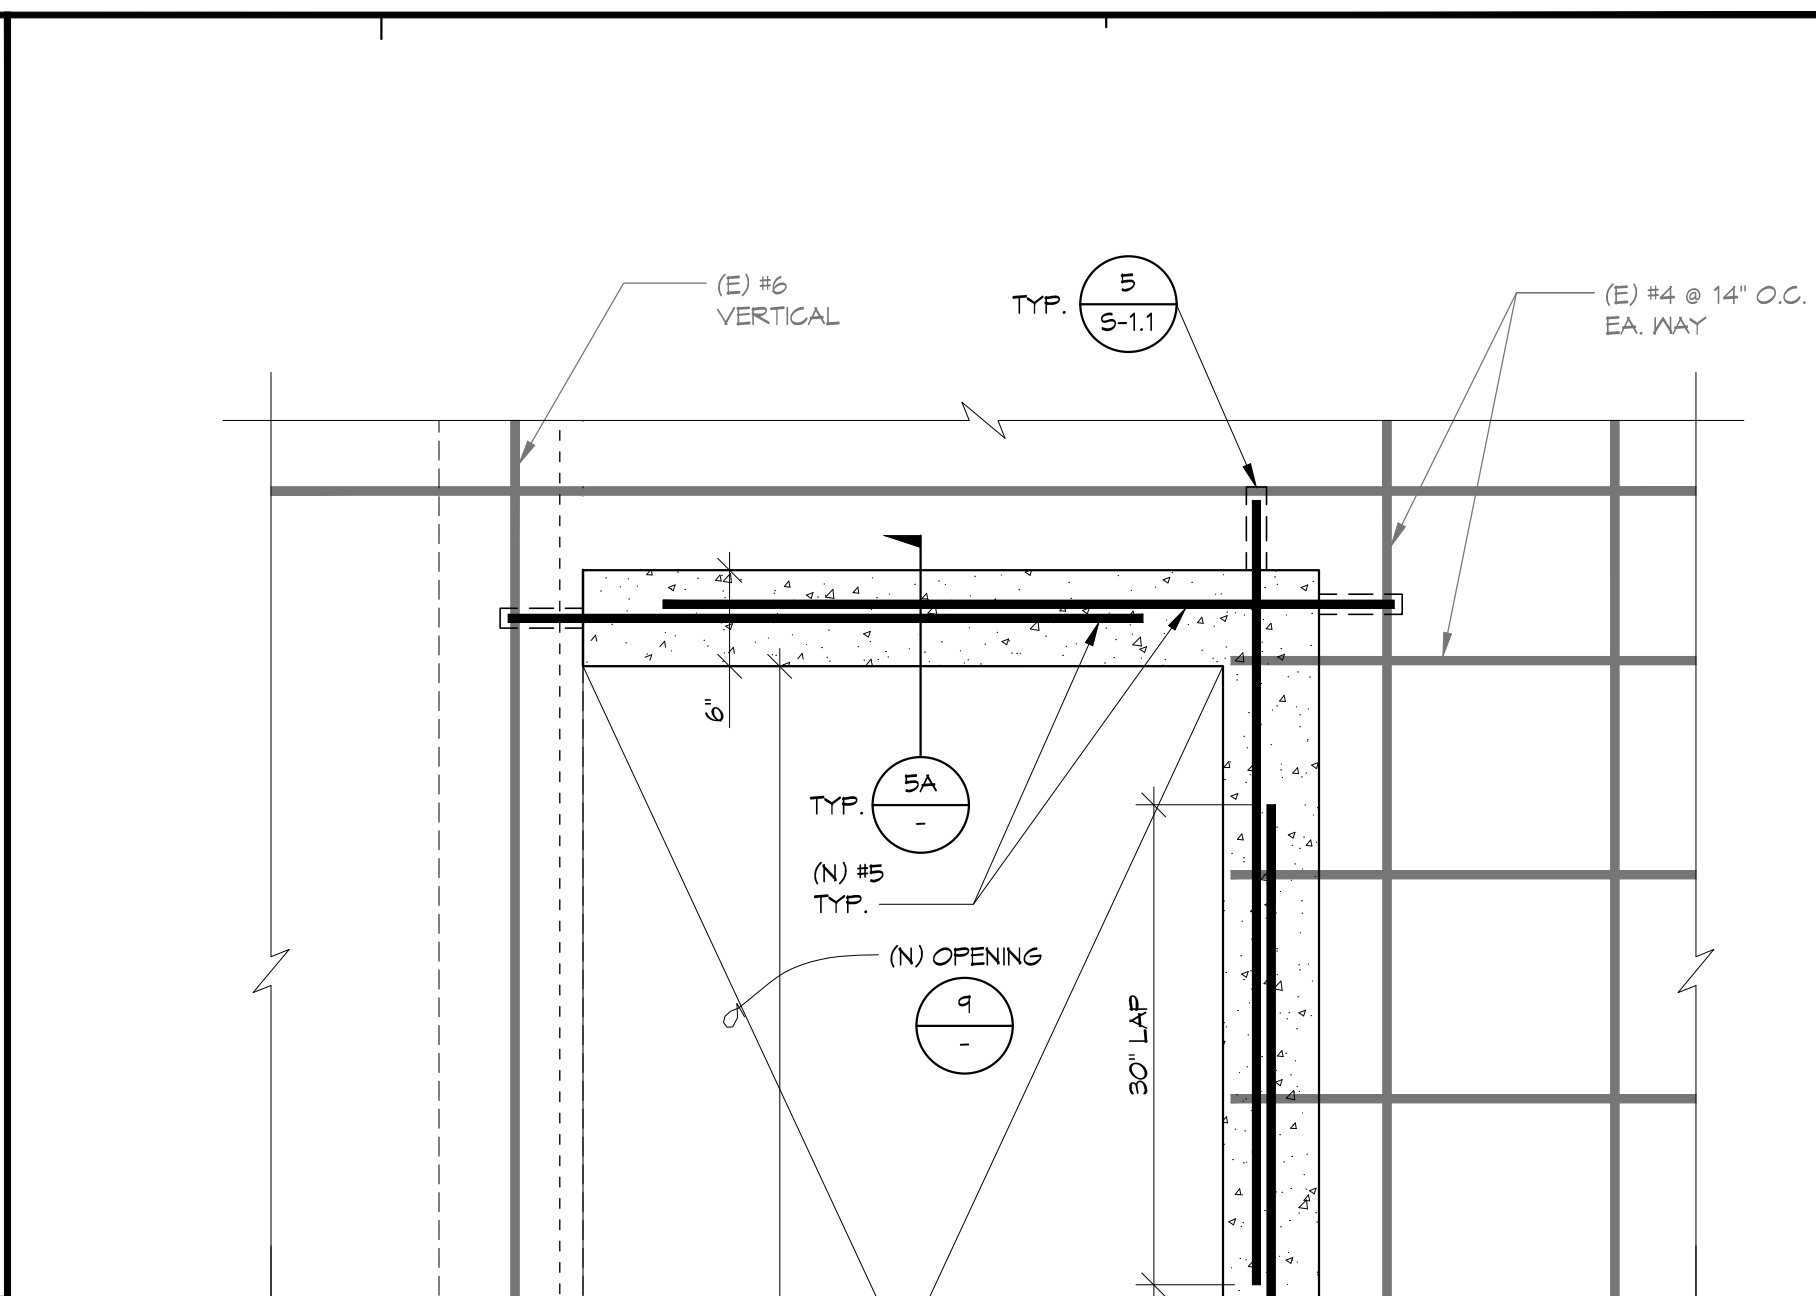 (E) #6
VERTICAL
TYP.
5
S-1.1
(E) #4 @ 14" O.C.
EA. WAY
6"
TYP.
5A
-
(N) #5
TYP.
(N) OPENING
9
-
30" LAP